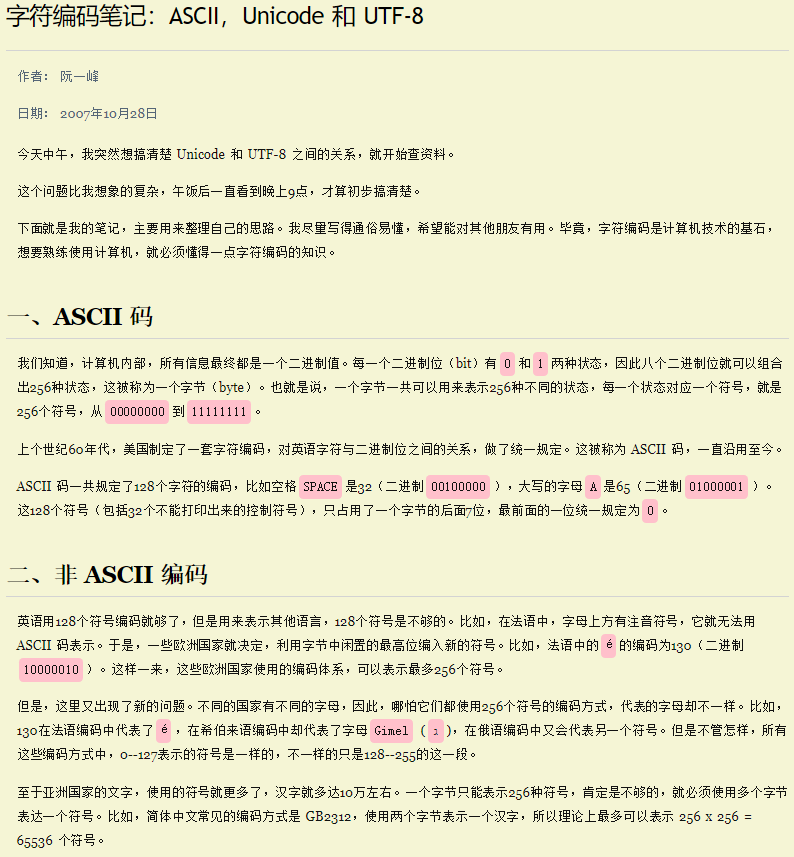 字符编码笔记：ASCII，Unicode 和 UTF-8
作者： 阮一峰
日期： 2007年10月28日
今天中午，我突然想搞清楚 Unicode 和 UTF-8 之间的关系，就开始查资料。
这个问题比我想象的复杂，午饭后一直看到晚上9点，才算初步搞清楚。
下面就是我的笔记，主要用来整理自己的思路。我尽量写得通俗易懂，希望能对其他朋友有用。毕竟，字符编码是计算机技术的基石，
想要熟练使用计算机，就必须懂得一点字符编码的知识。
一、ASCII 码
我们知道，计算机内部，所有信息最终都是一个二进制值。每一个二进制位（bit）有 0 和 1 两种状态，因此八个二进制位就可以组合
出256种状态，这被称为一个字节（byte）。也就是说，一个字节一共可以用来表示256种不同的状态，每一个状态对应一个符号，就是
256个符号，从 00000000 到 11111111 。
上个世纪60年代，美国制定了一套字符编码，对英语字符与二进制位之间的关系，做了统一规定。这被称为 ASCII 码，一直沿用至今。
ASCII 码一共规定了128个字符的编码，比如空格 SPACE 是32（二进制 00100000 ），大写的字母 A 是65（二进制 01000001 ）。
这128个符号（包括32个不能打印出来的控制符号），只占用了一个字节的后面7位，最前面的一位统一规定为 0 。
二、非 ASCII 编码
英语用128个符号编码就够了，但是用来表示其他语言，128个符号是不够的。比如，在法语中，字母上方有注音符号，它就无法用
ASCII 码表示。于是，一些欧洲国家就决定，利用字节中闲置的最高位编入新的符号。比如，法语中的 é 的编码为130（二进制
10000010 ）。这样一来，这些欧洲国家使用的编码体系，可以表示最多256个符号。
但是，这里又出现了新的问题。不同的国家有不同的字母，因此，哪怕它们都使用256个符号的编码方式，代表的字母却不一样。比如，
130在法语编码中代表了 é ，在希伯来语编码中却代表了字母 Gimel ( ג )，在俄语编码中又会代表另一个符号。但是不管怎样，所有
这些编码方式中，0--127表示的符号是一样的，不一样的只是128--255的这一段。
至于亚洲国家的文字，使用的符号就更多了，汉字就多达10万左右。一个字节只能表示256种符号，肯定是不够的，就必须使用多个字节
表达一个符号。比如，简体中文常见的编码方式是 GB2312，使用两个字节表示一个汉字，所以理论上最多可以表示 256 x 256 =
65536 个符号。